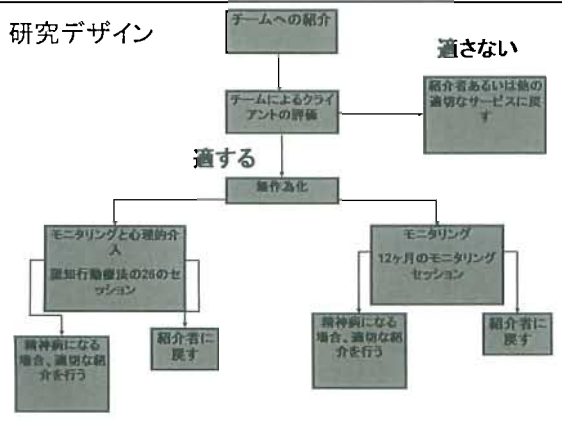 研究デザイン
チームへの紹介
適さない
チームによるクライ
アントの評価
紹介者あるいは他の
適切なサービスに戻
す
適する
無作為化
モニタリングと心理的介
入
認知行動療法の26のセ
ッション
モニタリング
12ヶ月のモニタリング
セッション
精神病になる
場合、適切な紹
介を行う
紹介者に
戻す
精神病になる
場合、適切な紹
介を行う
紹介者に
戻す